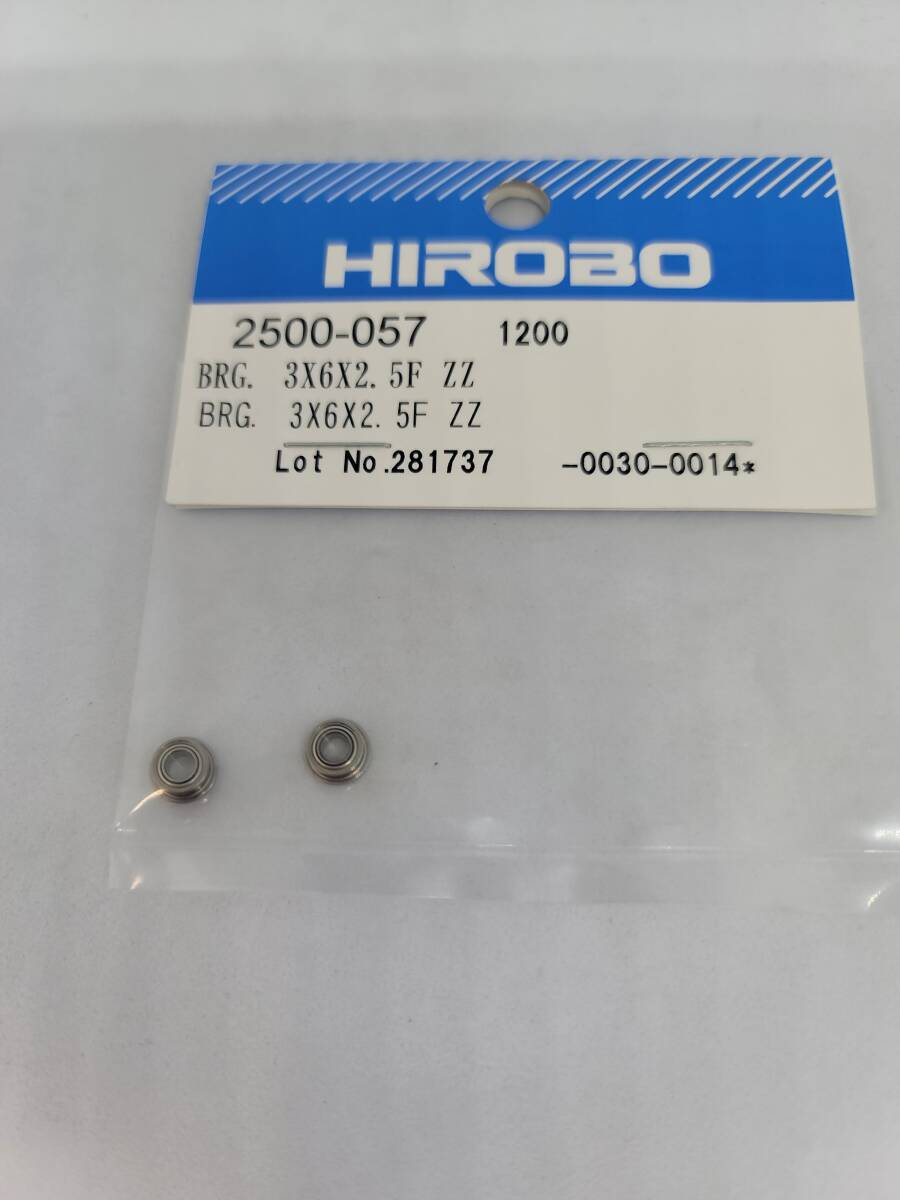 HIROBO
2500-057 1200
BRG. 3X6X2.5F ZZ
BRG. 3X6X2.5F ZZ
Lot No.281737 -0030-0014*